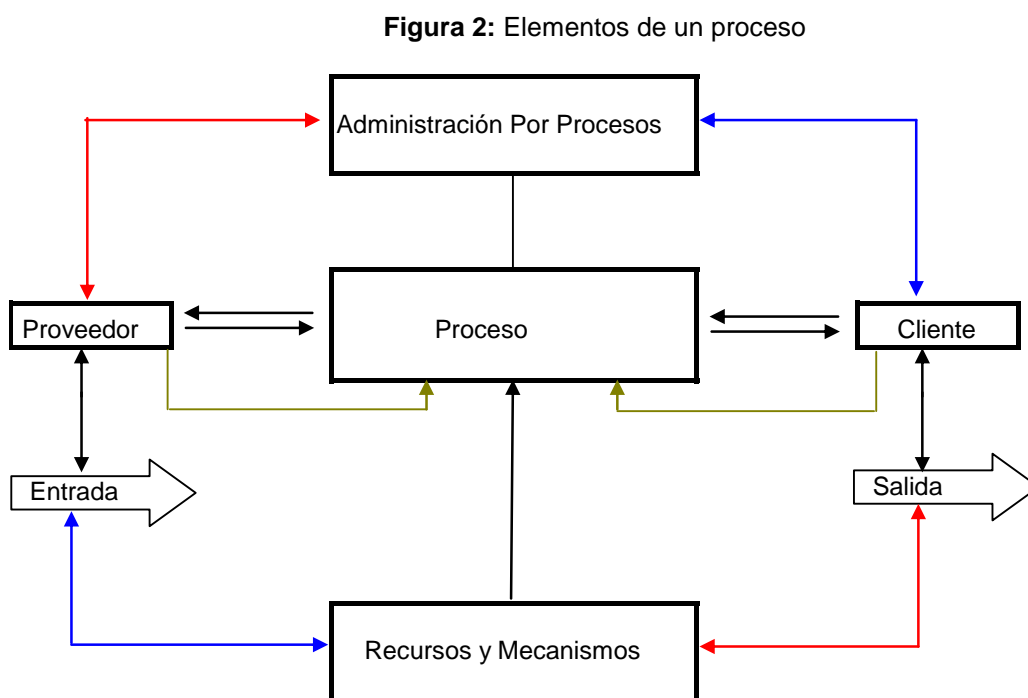 Figura 2: Elementos de un proceso
Administración Por Procesos
Proveedor
Proceso
Cliente
Entrada
Salida
Recursos y Mecanismos